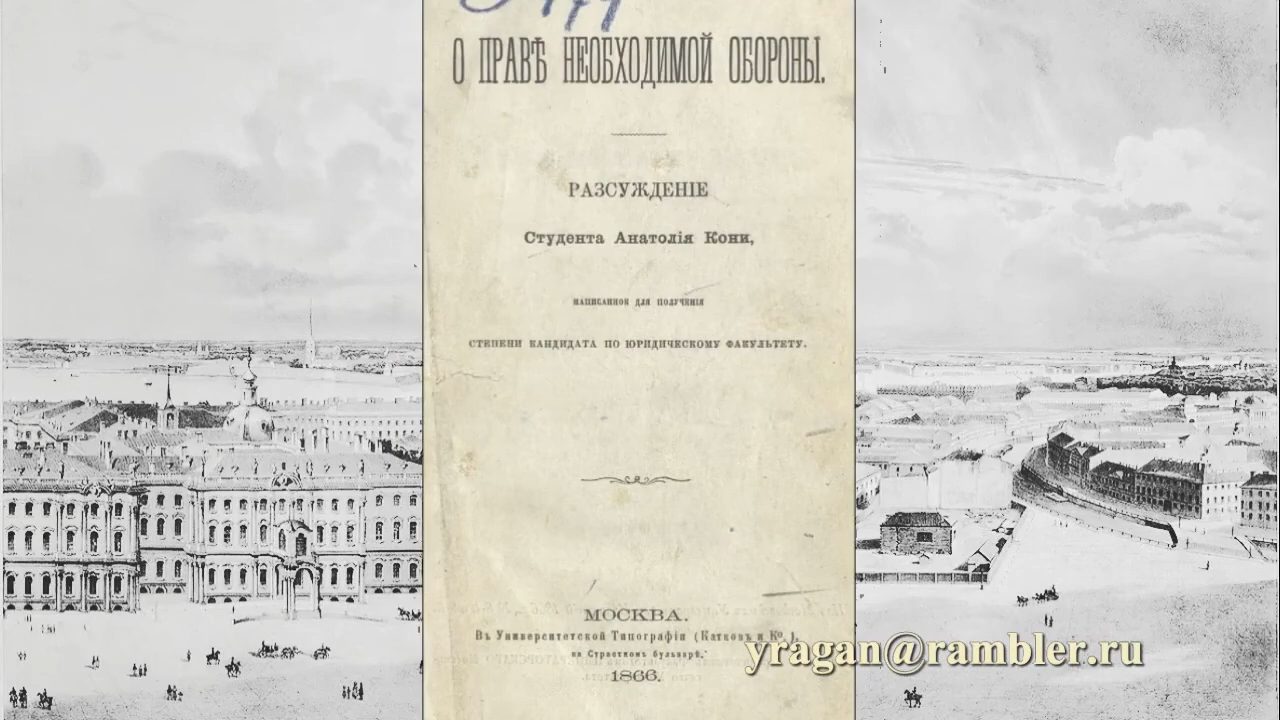 О ПРАВѢ НЕОБХОДИМОЙ ОБОРОНЫ.
РАЗСУЖДЕНІЕ
Студента Анатолія Кони,
НАПИСАННОЕ ДЛЯ ПОЛУЧЕНІЯ
СТЕПЕНИ КАНДИДАТА ПО ЮРИДИЧЕСКОМУ ФАКУЛЬТЕТУ.
МОСКВА.
Въ Университетской Типографіи (Катковъ и Ко.),
на Страстномъ бульварѣ.
1866.
yragan@rambler.ru